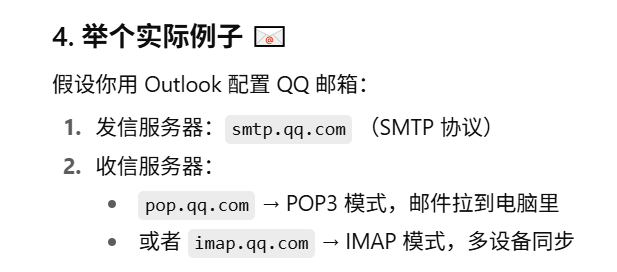 4. 举个实际例子 📧
假设你用 Outlook 配置 QQ 邮箱：
1. 发信服务器：smtp.qq.com（SMTP 协议）
2. 收信服务器：
• pop.qq.com → POP3 模式，邮件拉到电脑里
• 或者 imap.qq.com → IMAP 模式，多设备同步